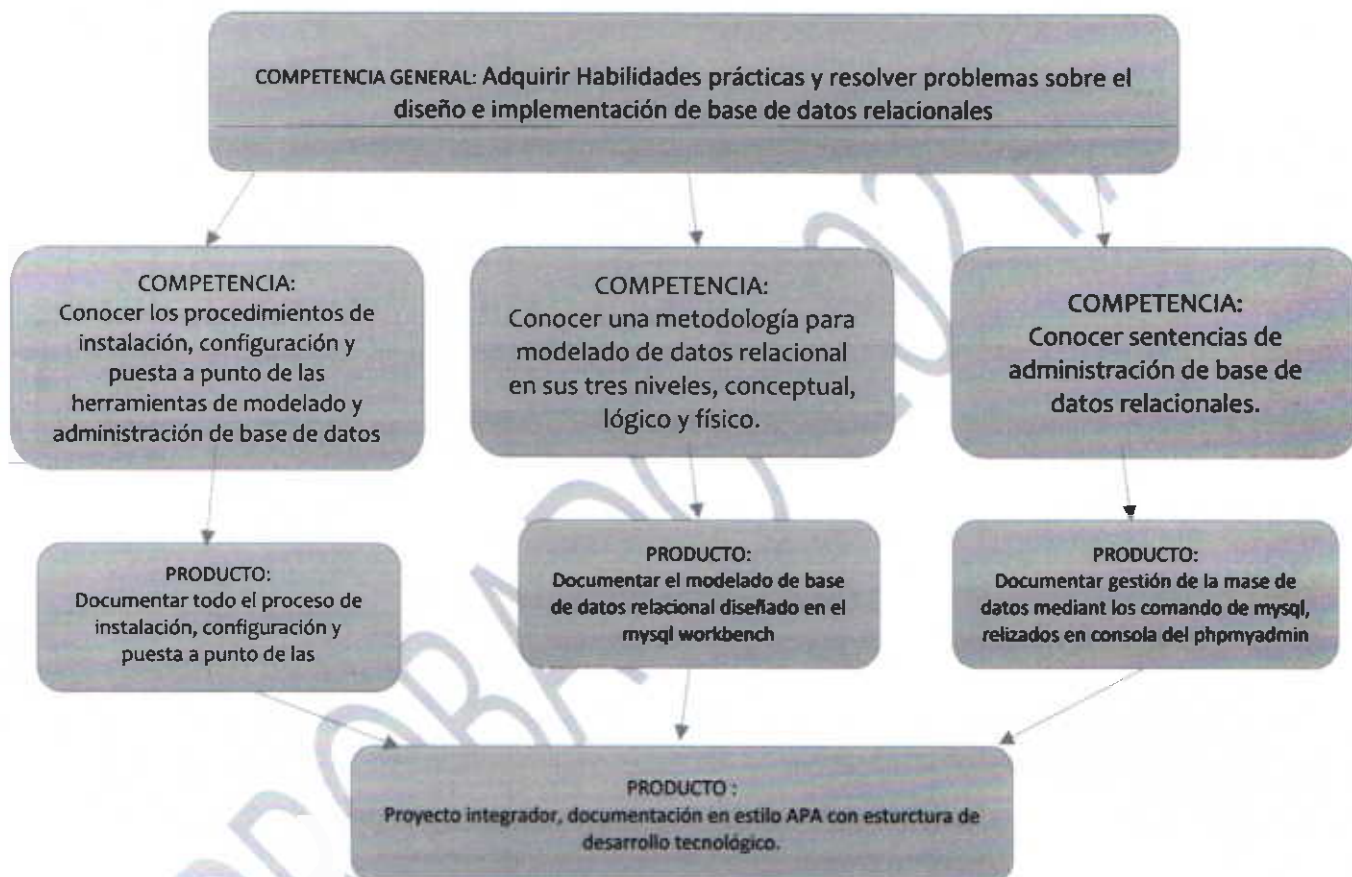 COMPETENCIA GENERAL: Adquirir Habilidades prácticas y resolver problemas sobre el
diseño e implementación de base de datos relacionales
COMPETENCIA:
Conocer los procedimientos de
instalación, configuración y
puesta a punto de las
herramientas de modelado y
administración de base de datos
COMPETENCIA:
Conocer una metodología para
modelado de datos relacional
en sus tres niveles, conceptual,
lógico y físico.
COMPETENCIA:
Conocer sentencias de
administración de base de
datos relacionales.
PRODUCTO:
Documentar todo el proceso de
instalación, configuración y
puesta a punto de las
PRODUCTO:
Documentar el modelado de base
de datos relacional diseñado en el
mysql workbench
PRODUCTO:
Documentar gestión de la mase de
datos mediant los comando de mysql,
relizados en consola del phpmyadmin
PRODUCTO :
Proyecto integrador, documentación en estilo APA con esturctura de
desarrollo tecnológico.